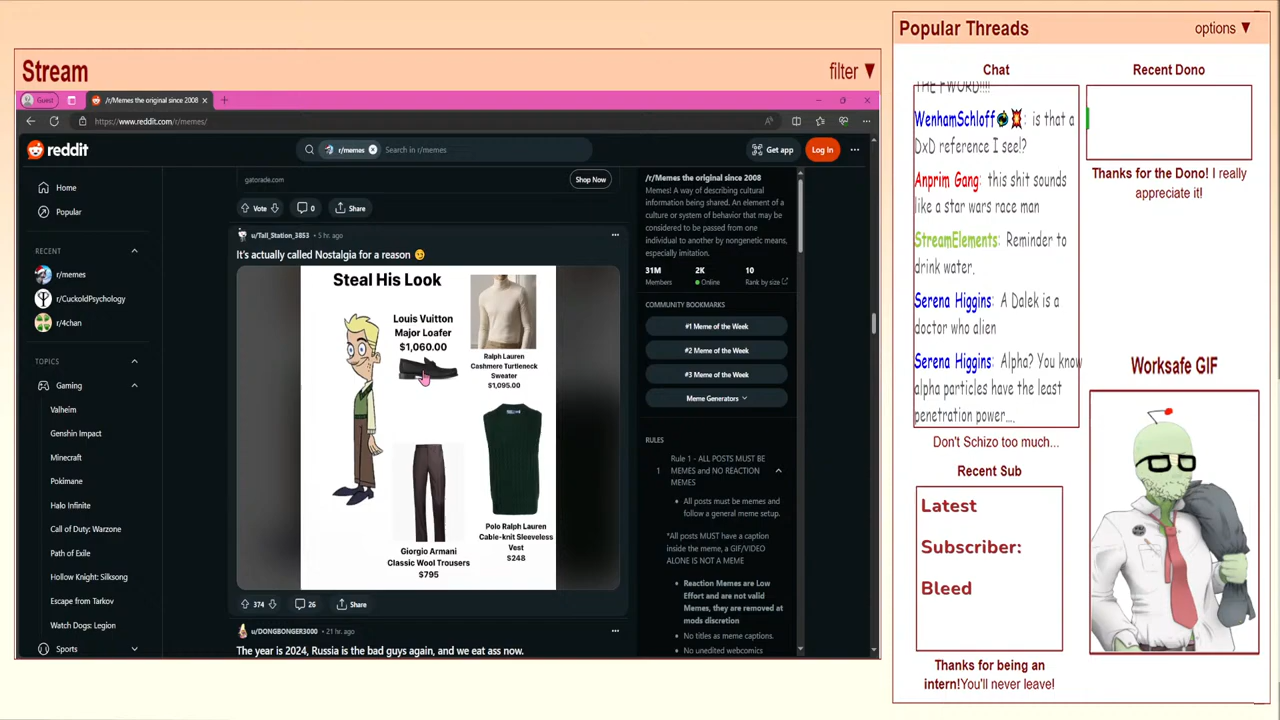 Stream
filter ▼
Guest
/r/Memes the original since 2008
https://www.reddit.com/r/memes/
reddit
r/memes
Search in r/memes
Get app
Log In
Home
Popular
RECENT
r/memes
r/CuckoldPsychology
r/4chan
TOPICS
Gaming
Valheim
Genshin Impact
Minecraft
Pokimane
Halo Infinite
Call of Duty: Warzone
Path of Exile
Hollow Knight: Silksong
Escape from Tarkov
Watch Dogs: Legion
Sports
gatorade.com
Shop Now
Vote
0
Share
u/Tall_Station_3853 • 5 hr. ago
It's actually called Nostalgia for a reason 😏
Steal His Look
Louis Vuitton
Major Loafer
$1,060.00
Ralph Lauren
Cashmere Turtleneck
Sweater
$1,095.00
Giorgio Armani
Classic Wool Trousers
$795
Polo Ralph Lauren
Cable-knit Sleeveless
Vest
$248
374
26
Share
u/DONGBONGER3000 • 21 hr. ago
The year is 2024, Russia is the bad guys again, and we eat ass now.
/r/Memes the original since 2008
Memes! A way of describing cultural
information being shared. An element of a
culture or system of behavior that may be
considered to be passed from one
individual to another by nongenetic means,
especially imitation.
31M
Members
2K
Online
10
Rank by size
COMMUNITY BOOKMARKS
#1 Meme of the Week
#2 Meme of the Week
#3 Meme of the Week
Meme Generators
RULES
1
Rule 1 - ALL POSTS MUST BE
MEMES and NO REACTION
MEMES
• All posts must be memes and
follow a general meme setup.
*All posts MUST have a caption
inside the meme, a GIF/VIDEO
ALONE IS NOT A MEME
• Reaction Memes are Low
Effort and are not valid
Memes, they are removed at
mods discretion
• No titles as meme captions.
• No unedited webcomics
Popular Threads
options ▼
Chat
THE FWORD!!!!
WenhamSchloff: is that a
DxD reference I see!?
Anprim Gang: this shit sounds
like a star wars race man
StreamElements: Reminder to
drink water.
Serena Higgins: A Dalek is a
doctor who alien
Serena Higgins: Alpha? You know
alpha particles have the least
penetration power....
Don't Schizo too much...
Recent Sub
Latest
Subscriber:
Bleed
Thanks for being an
intern!You'll never leave!
Recent Dono
Thanks for the Dono! I really
appreciate it!
Worksafe GIF